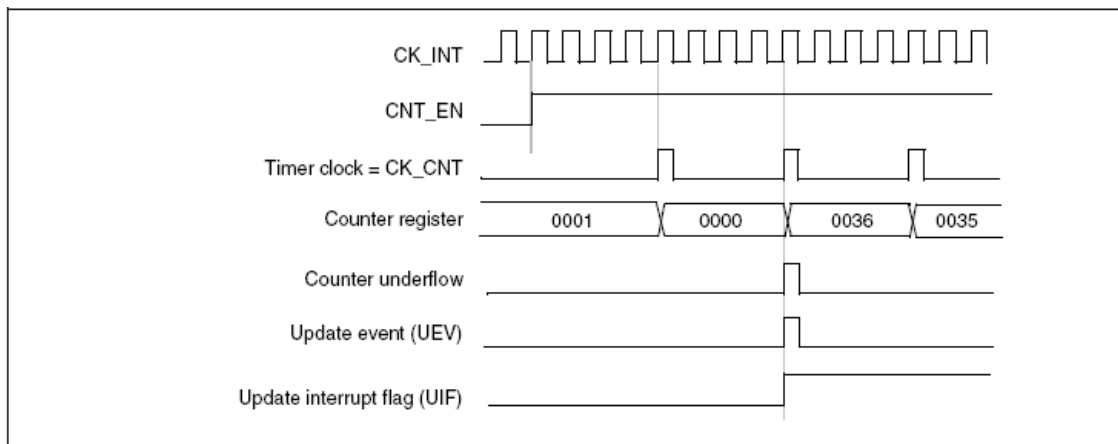 CK_INT
CNT_EN
Timer clock = CK_CNT
Counter register 0001 0000 0036 0035
Counter underflow
Update event (UEV)
Update interrupt flag (UIF)